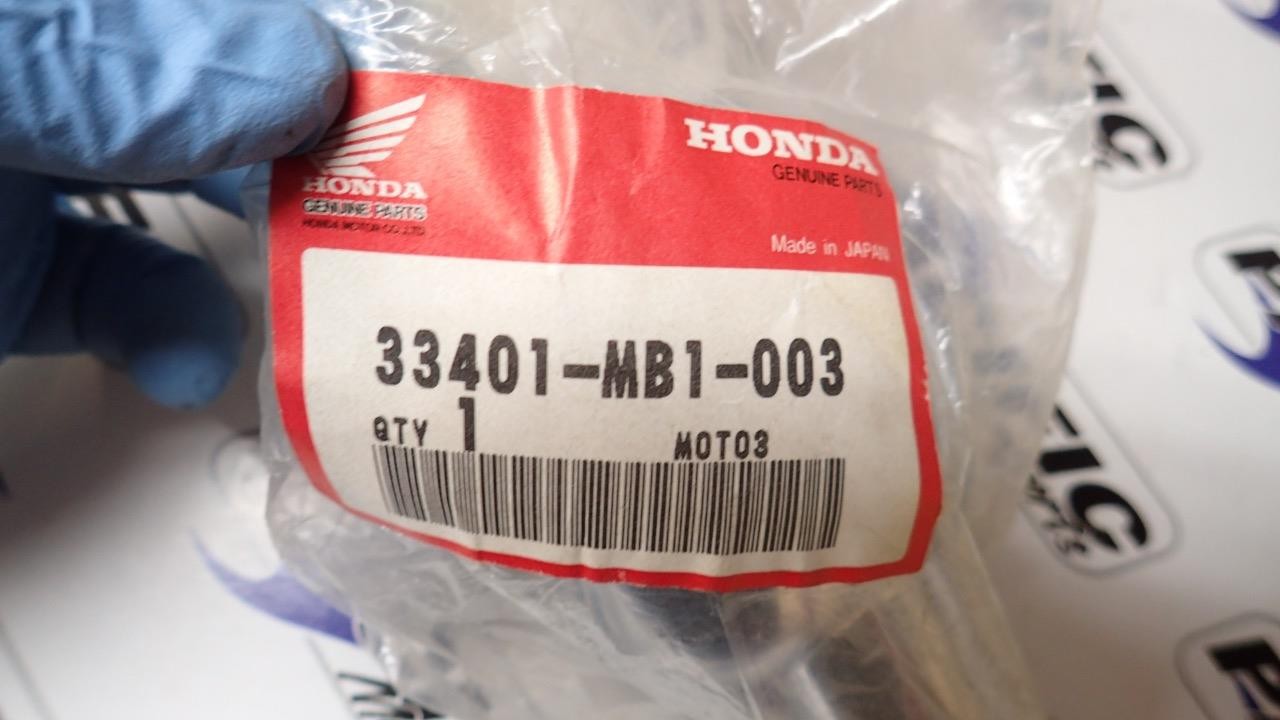 HONDA
GENUINE PARTS
HONDA MOTOR CO.,LTD.
HONDA
GENUINE PARTS
Made in JAPAN
33401-MB1-003
QTY 1 MOT03